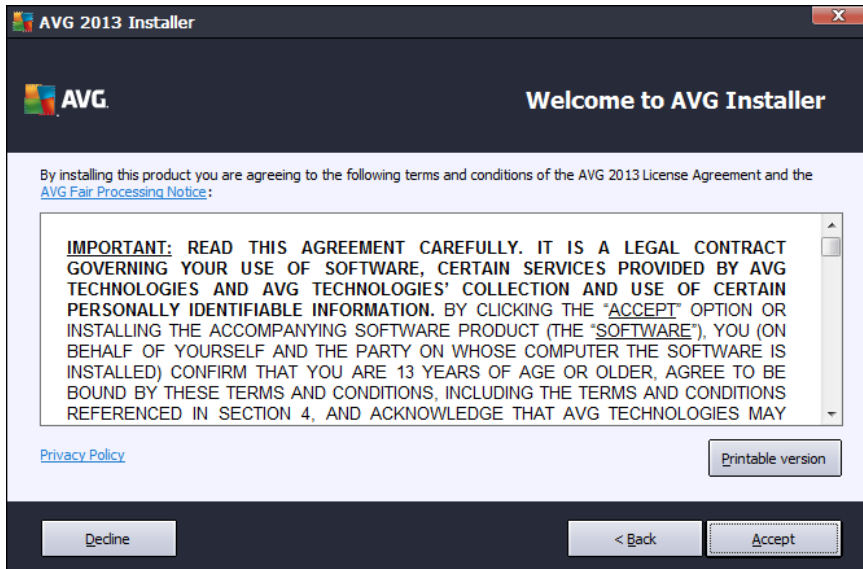 AVG 2013 Installer
AVG.
Welcome to AVG Installer
By installing this product you are agreeing to the following terms and conditions of the AVG 2013 License Agreement and the
AVG Fair Processing Notice:
IMPORTANT: READ THIS AGREEMENT CAREFULLY. IT IS A LEGAL CONTRACT
GOVERNING YOUR USE OF SOFTWARE, CERTAIN SERVICES PROVIDED BY AVG
TECHNOLOGIES AND AVG TECHNOLOGIES’ COLLECTION AND USE OF CERTAIN
PERSONALLY IDENTIFIABLE INFORMATION. BY CLICKING THE “ACCEPT” OPTION OR
INSTALLING THE ACCOMPANYING SOFTWARE PRODUCT (THE “SOFTWARE”), YOU (ON
BEHALF OF YOURSELF AND THE PARTY ON WHOSE COMPUTER THE SOFTWARE IS
INSTALLED) CONFIRM THAT YOU ARE 13 YEARS OF AGE OR OLDER, AGREE TO BE
BOUND BY THESE TERMS AND CONDITIONS, INCLUDING THE TERMS AND CONDITIONS
REFERENCED IN SECTION 4, AND ACKNOWLEDGE THAT AVG TECHNOLOGIES MAY
Privacy Policy
Printable version
Decline
< Back
Accept